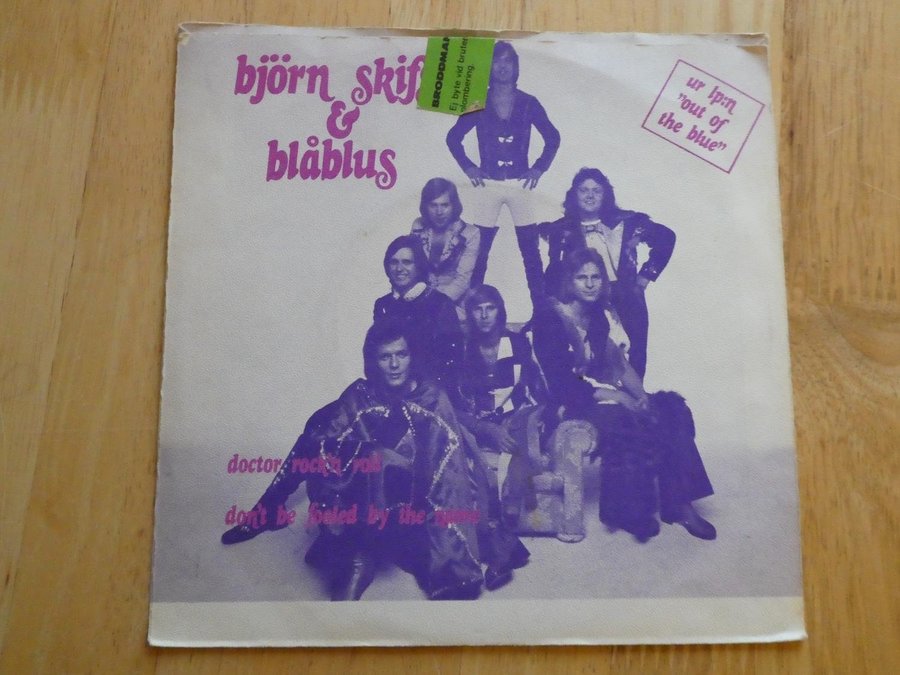 björn skif
&
blåblus
BRODDMAN
Ej byte vid bruten
plombering.
ur lp:n
"out of
the blue"
doctor rock'n roll
don't be fooled by the name